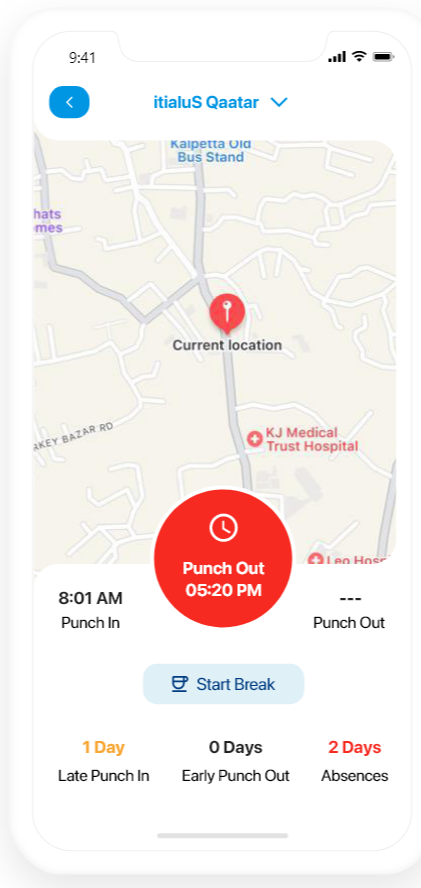 9:41
itialuS Qaatar
Kalpetta Old
Bus Stand
hats
mes
Current location
RKEY BAZAR RD
KJ Medical
Trust Hospital
Leo Hosp
Punch Out
05:20 PM
8:01 AM
Punch In
---
Punch Out
Start Break
1 Day
Late Punch In
0 Days
Early Punch Out
2 Days
Absences